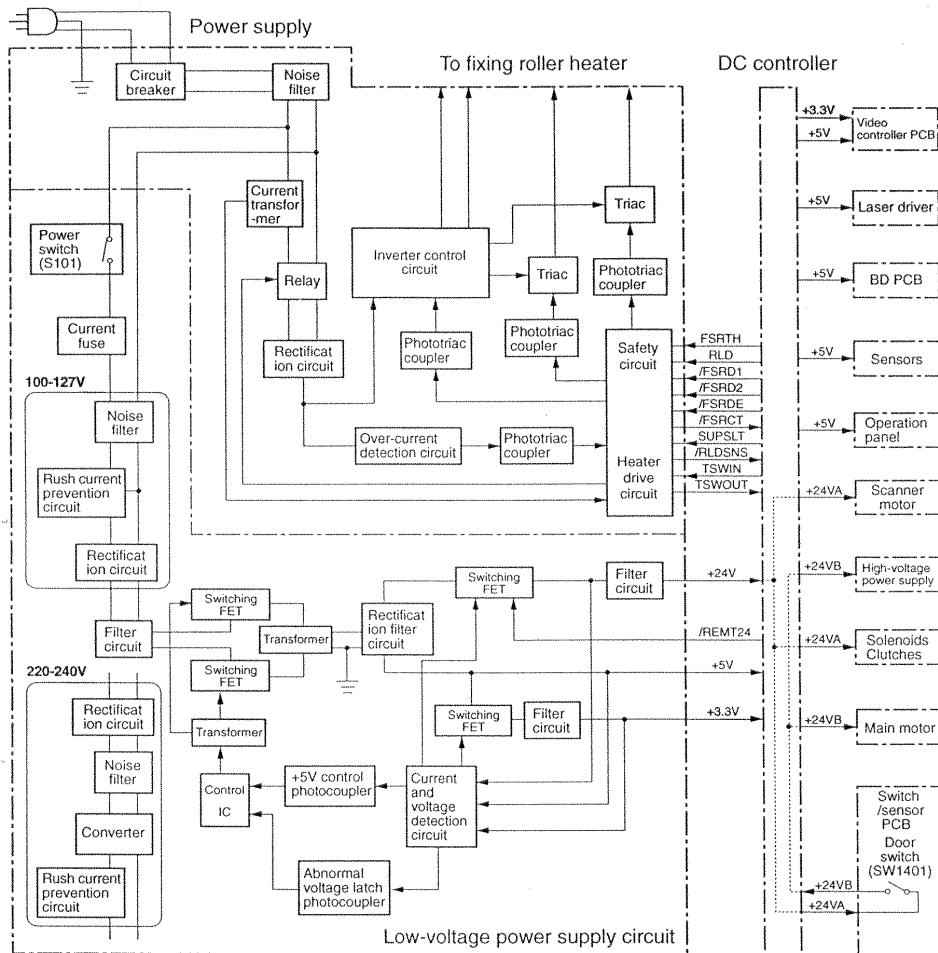 Power supply
To fixing roller heater
DC controller
Circuit
breaker
Noise
filter
Current
transfor
-mer
Power
switch
(S101)
Relay
Inverter control
circuit
Triac
Triac
Phototriac
coupler
Phototriac
coupler
Phototriac
coupler
Current
fuse
Rectificat
ion circuit
Safety
circuit
Heater
drive
circuit
Over-current
detection circuit
Phototriac
coupler
FSRTH
RLD
/FSRD1
/FSRD2
/FSRDE
/FSRCT
SUPSLT
/RLDSNS
TSWIN
TSWOUT
+3.3V
+5V
Video
controller PCB
+5V
Laser driver
+5V
BD PCB
+5V
Sensors
+5V
Operation
panel
+24VA
Scanner
motor
+24VB
High-voltage
power supply
+24VA
Solenoids
Clutches
+24VB
Main motor
Switch
/sensor
PCB
Door
switch
(SW1401)
+24VB
+24VA
100-127V
Noise
filter
Rush current
prevention
circuit
Rectificat
ion circuit
Filter
circuit
220-240V
Rectificat
ion circuit
Noise
filter
Converter
Rush current
prevention
circuit
Switching
FET
Switching
FET
Transformer
Transformer
Rectificat
ion filter
circuit
Switching
FET
Filter
circuit
+24V
/REMT24
+5V
Switching
FET
Filter
circuit
+3.3V
Control
IC
+5V control
photocoupler
Current
and
voltage
detection
circuit
Abnormal
voltage latch
photocoupler
Low-voltage power supply circuit